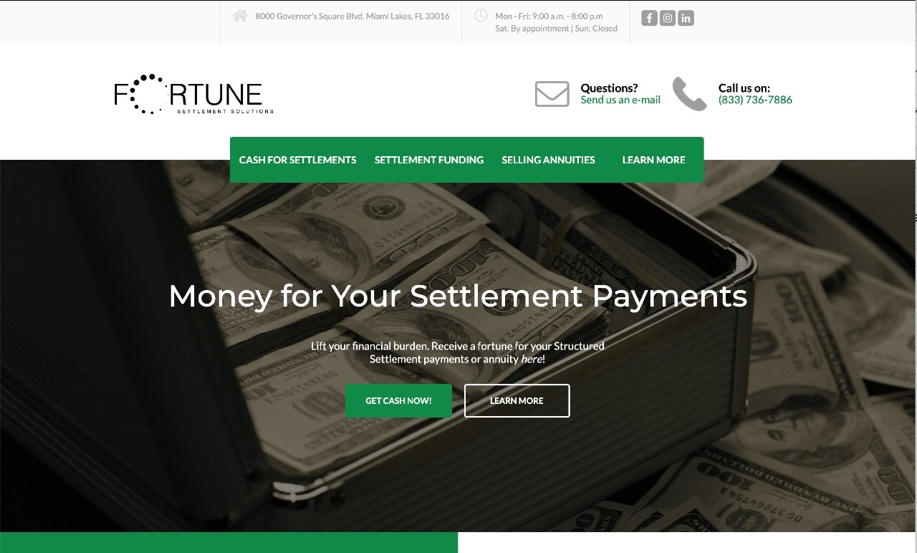 8000 Governor's Square Blvd. Miami Lakes, FL 33016
Mon - Fri: 9:00 a.m. - 8:00 p.m
Sat: By appointment | Sun: Closed
FORTUNE
SETTLEMENT SOLUTIONS
Questions?
Send us an e-mail
Call us on:
(833) 736-7886
CASH FOR SETTLEMENTS
SETTLEMENT FUNDING
SELLING ANNUITIES
LEARN MORE
Money for Your Settlement Payments
Lift your financial burden. Receive a fortune for your Structured
Settlement payments or annuity here!
GET CASH NOW!
LEARN MORE